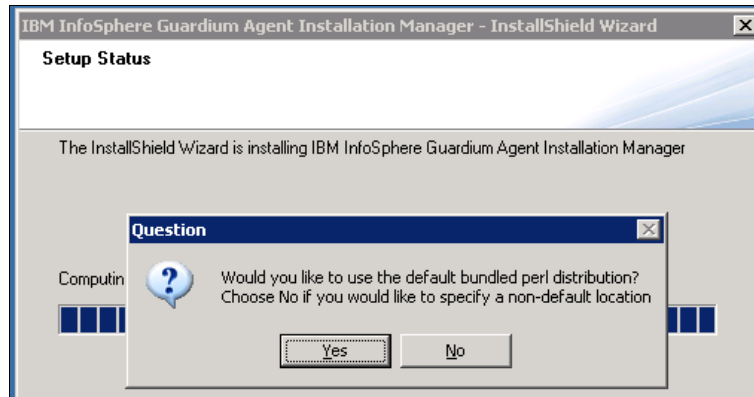 IBM InfoSphere Guardium Agent Installation Manager - InstallShield Wizard
Setup Status
The InstallShield Wizard is installing IBM InfoSphere Guardium Agent Installation Manager
Question
Computin
Would you like to use the default bundled perl distribution?
Choose No if you would like to specify a non-default location
Yes
No